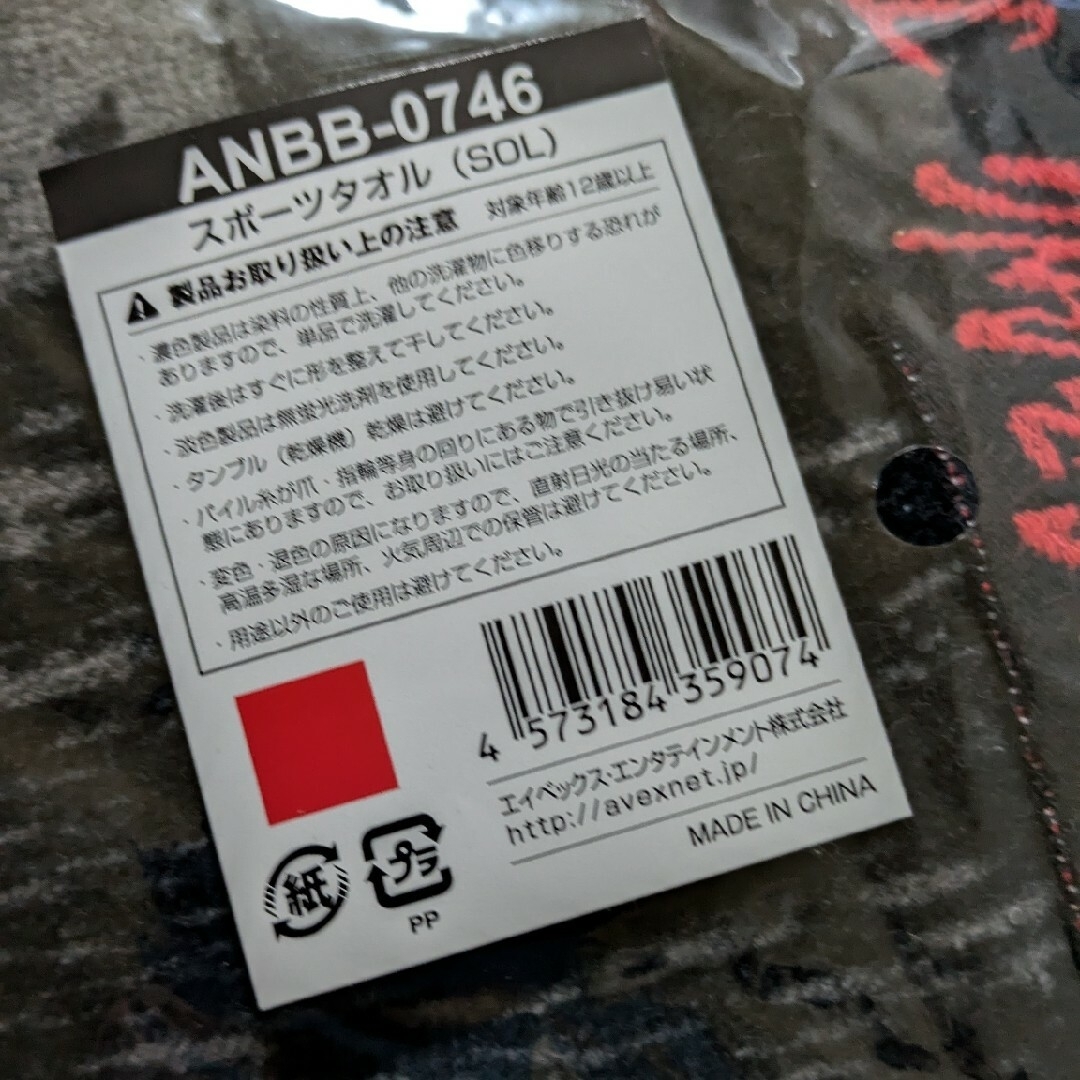 ANBB-0746
スポーツタオル（SOL）
製品お取り扱い上の注意 対象年齢12歳以上
・濃色製品は染料の性質上、他の洗濯物に色移りする恐れが
ありますので、単品で洗濯してください。
・洗濯後はすぐに形を整えて干してください。
・淡色製品は無蛍光洗剤を使用してください。
・タンブル（乾燥機）乾燥は避けてください。
・パイル糸が爪・指輪等身の回りにある物で引き抜け易い状
態にありますので、お取り扱いにはご注意ください。
・変色・退色の原因になりますので、直射日光の当たる場所、
高温多湿な場所、火気周辺での保管は避けてください。
・用途以外のご使用は避けてください。
4 573184 359074
エイベックス・エンタテインメント株式会社
http://avexnet.jp/
MADE IN CHINA
紙
プラ
PP